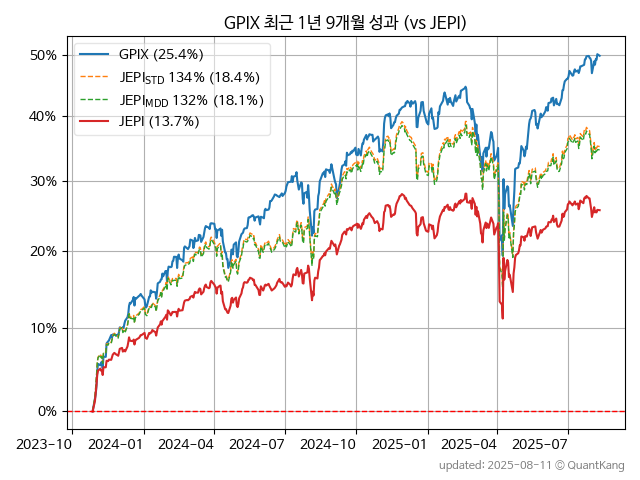 GPIX 최근 1년 9개월 성과 (vs JEPI)
GPIX (25.4%)
JEPI_STD 134% (18.4%)
JEPI_MDD 132% (18.1%)
JEPI (13.7%)
50%
40%
30%
20%
10%
0%
2023-10 2024-01 2024-04 2024-07 2024-10 2025-01 2025-04 2025-07
updated: 2025-08-11 © QuantKang